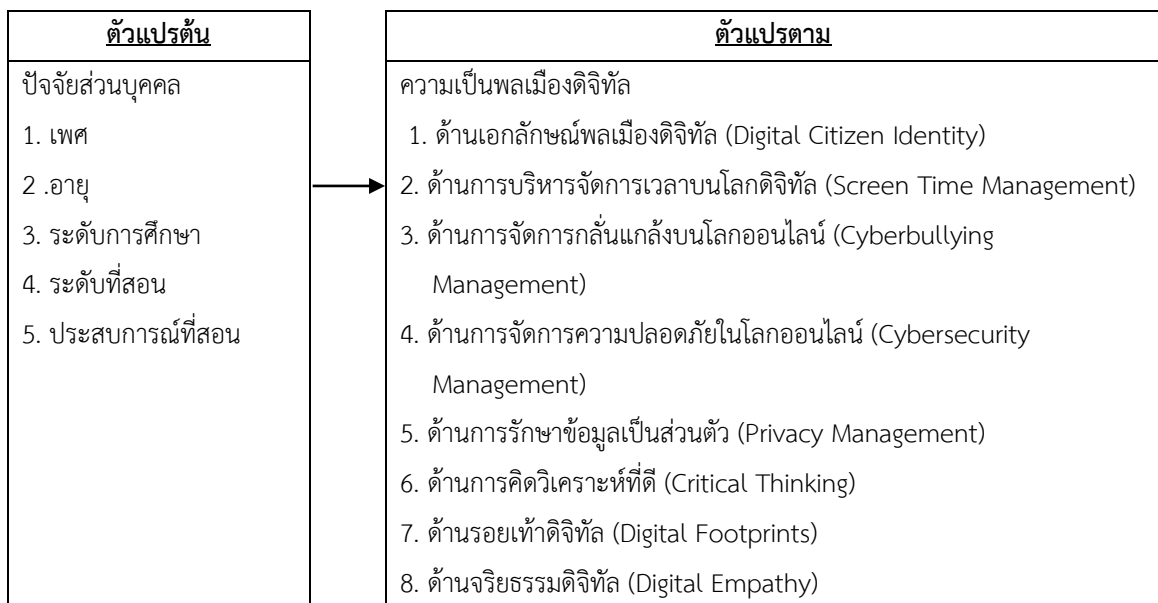 ตัวแปรต้น
ปัจจัยส่วนบุคคล
1. เพศ
2 .อายุ
3. ระดับการศึกษา
4. ระดับที่สอน
5. ประสบการณ์ที่สอน
ตัวแปรตาม
ความเป็นพลเมืองดิจิทัล
1. ด้านเอกลักษณ์พลเมืองดิจิทัล (Digital Citizen Identity)
2. ด้านการบริหารจัดการเวลาบนโลกดิจิทัล (Screen Time Management)
3. ด้านการจัดการกลั่นแกล้งบนโลกออนไลน์ (Cyberbullying
Management)
4. ด้านการจัดการความปลอดภัยในโลกออนไลน์ (Cybersecurity
Management)
5. ด้านการรักษาข้อมูลเป็นส่วนตัว (Privacy Management)
6. ด้านการคิดวิเคราะห์ที่ดี (Critical Thinking)
7. ด้านรอยเท้าดิจิทัล (Digital Footprints)
8. ด้านจริยธรรมดิจิทัล (Digital Empathy)